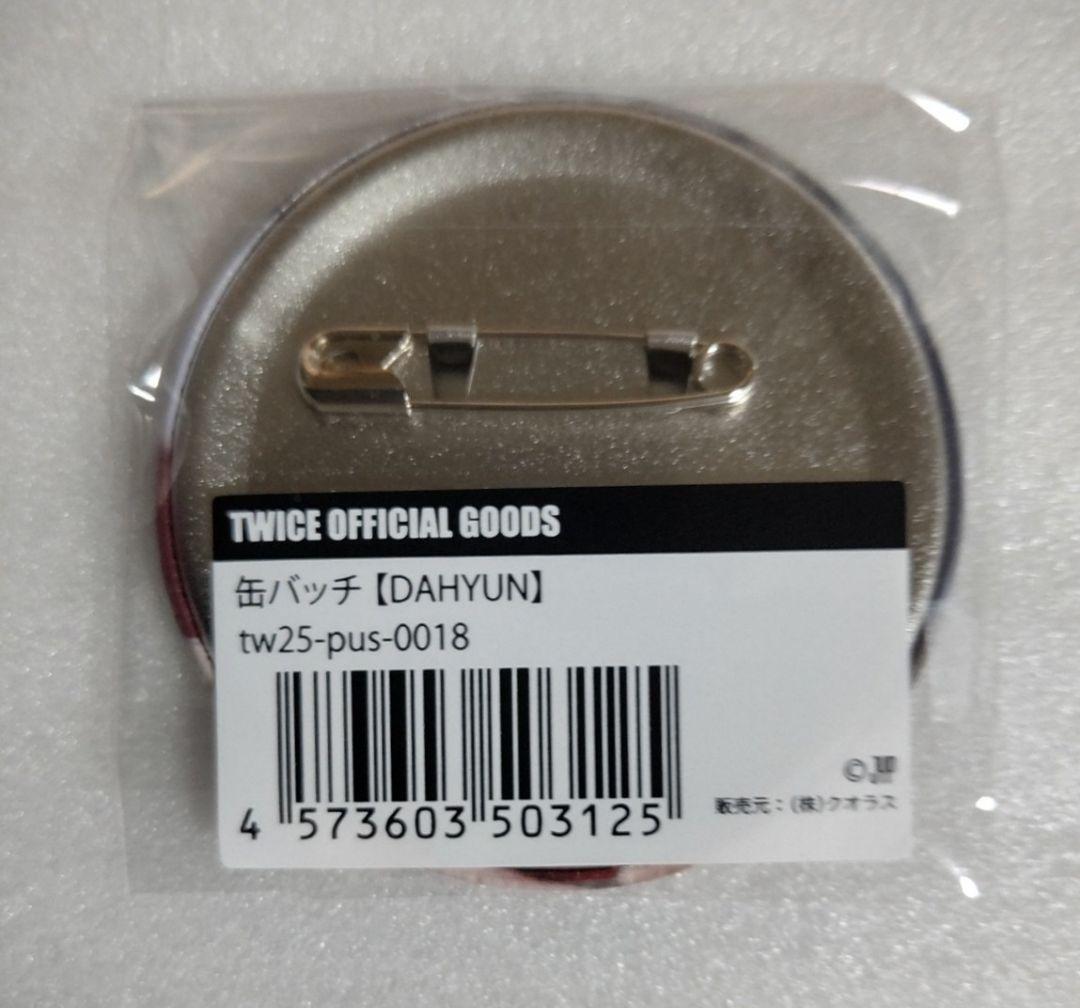 TWICE OFFICIAL GOODS
缶バッチ【DAHYUN】
tw25-pus-0018
4 573603 503125
©
販売元：(株)クオラス